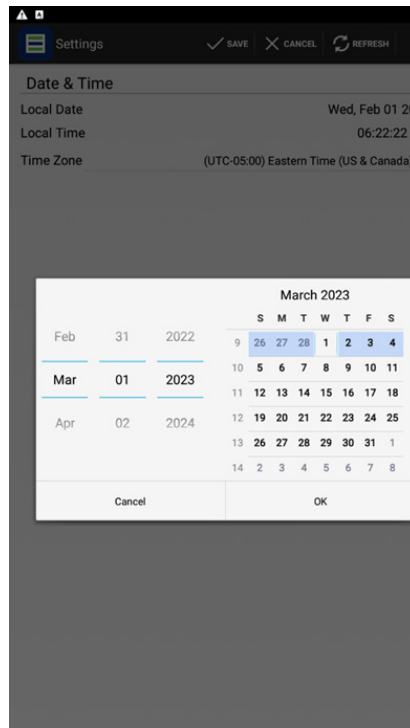 Settings SAVE CANCEL REFRESH
Date & Time
Local Date Wed, Feb 01 2
Local Time 06:22:22
Time Zone (UTC-05:00) Eastern Time (US & Canada)
March 2023
S M T W T F S
Feb 31 2022
Mar 01 2023
Apr 02 2024
9 26 27 28 1 2 3 4
10 5 6 7 8 9 10 11
11 12 13 14 15 16 17 18
12 19 20 21 22 23 24 25
13 26 27 28 29 30 31 1
14 2 3 4 5 6 7 8
Cancel OK